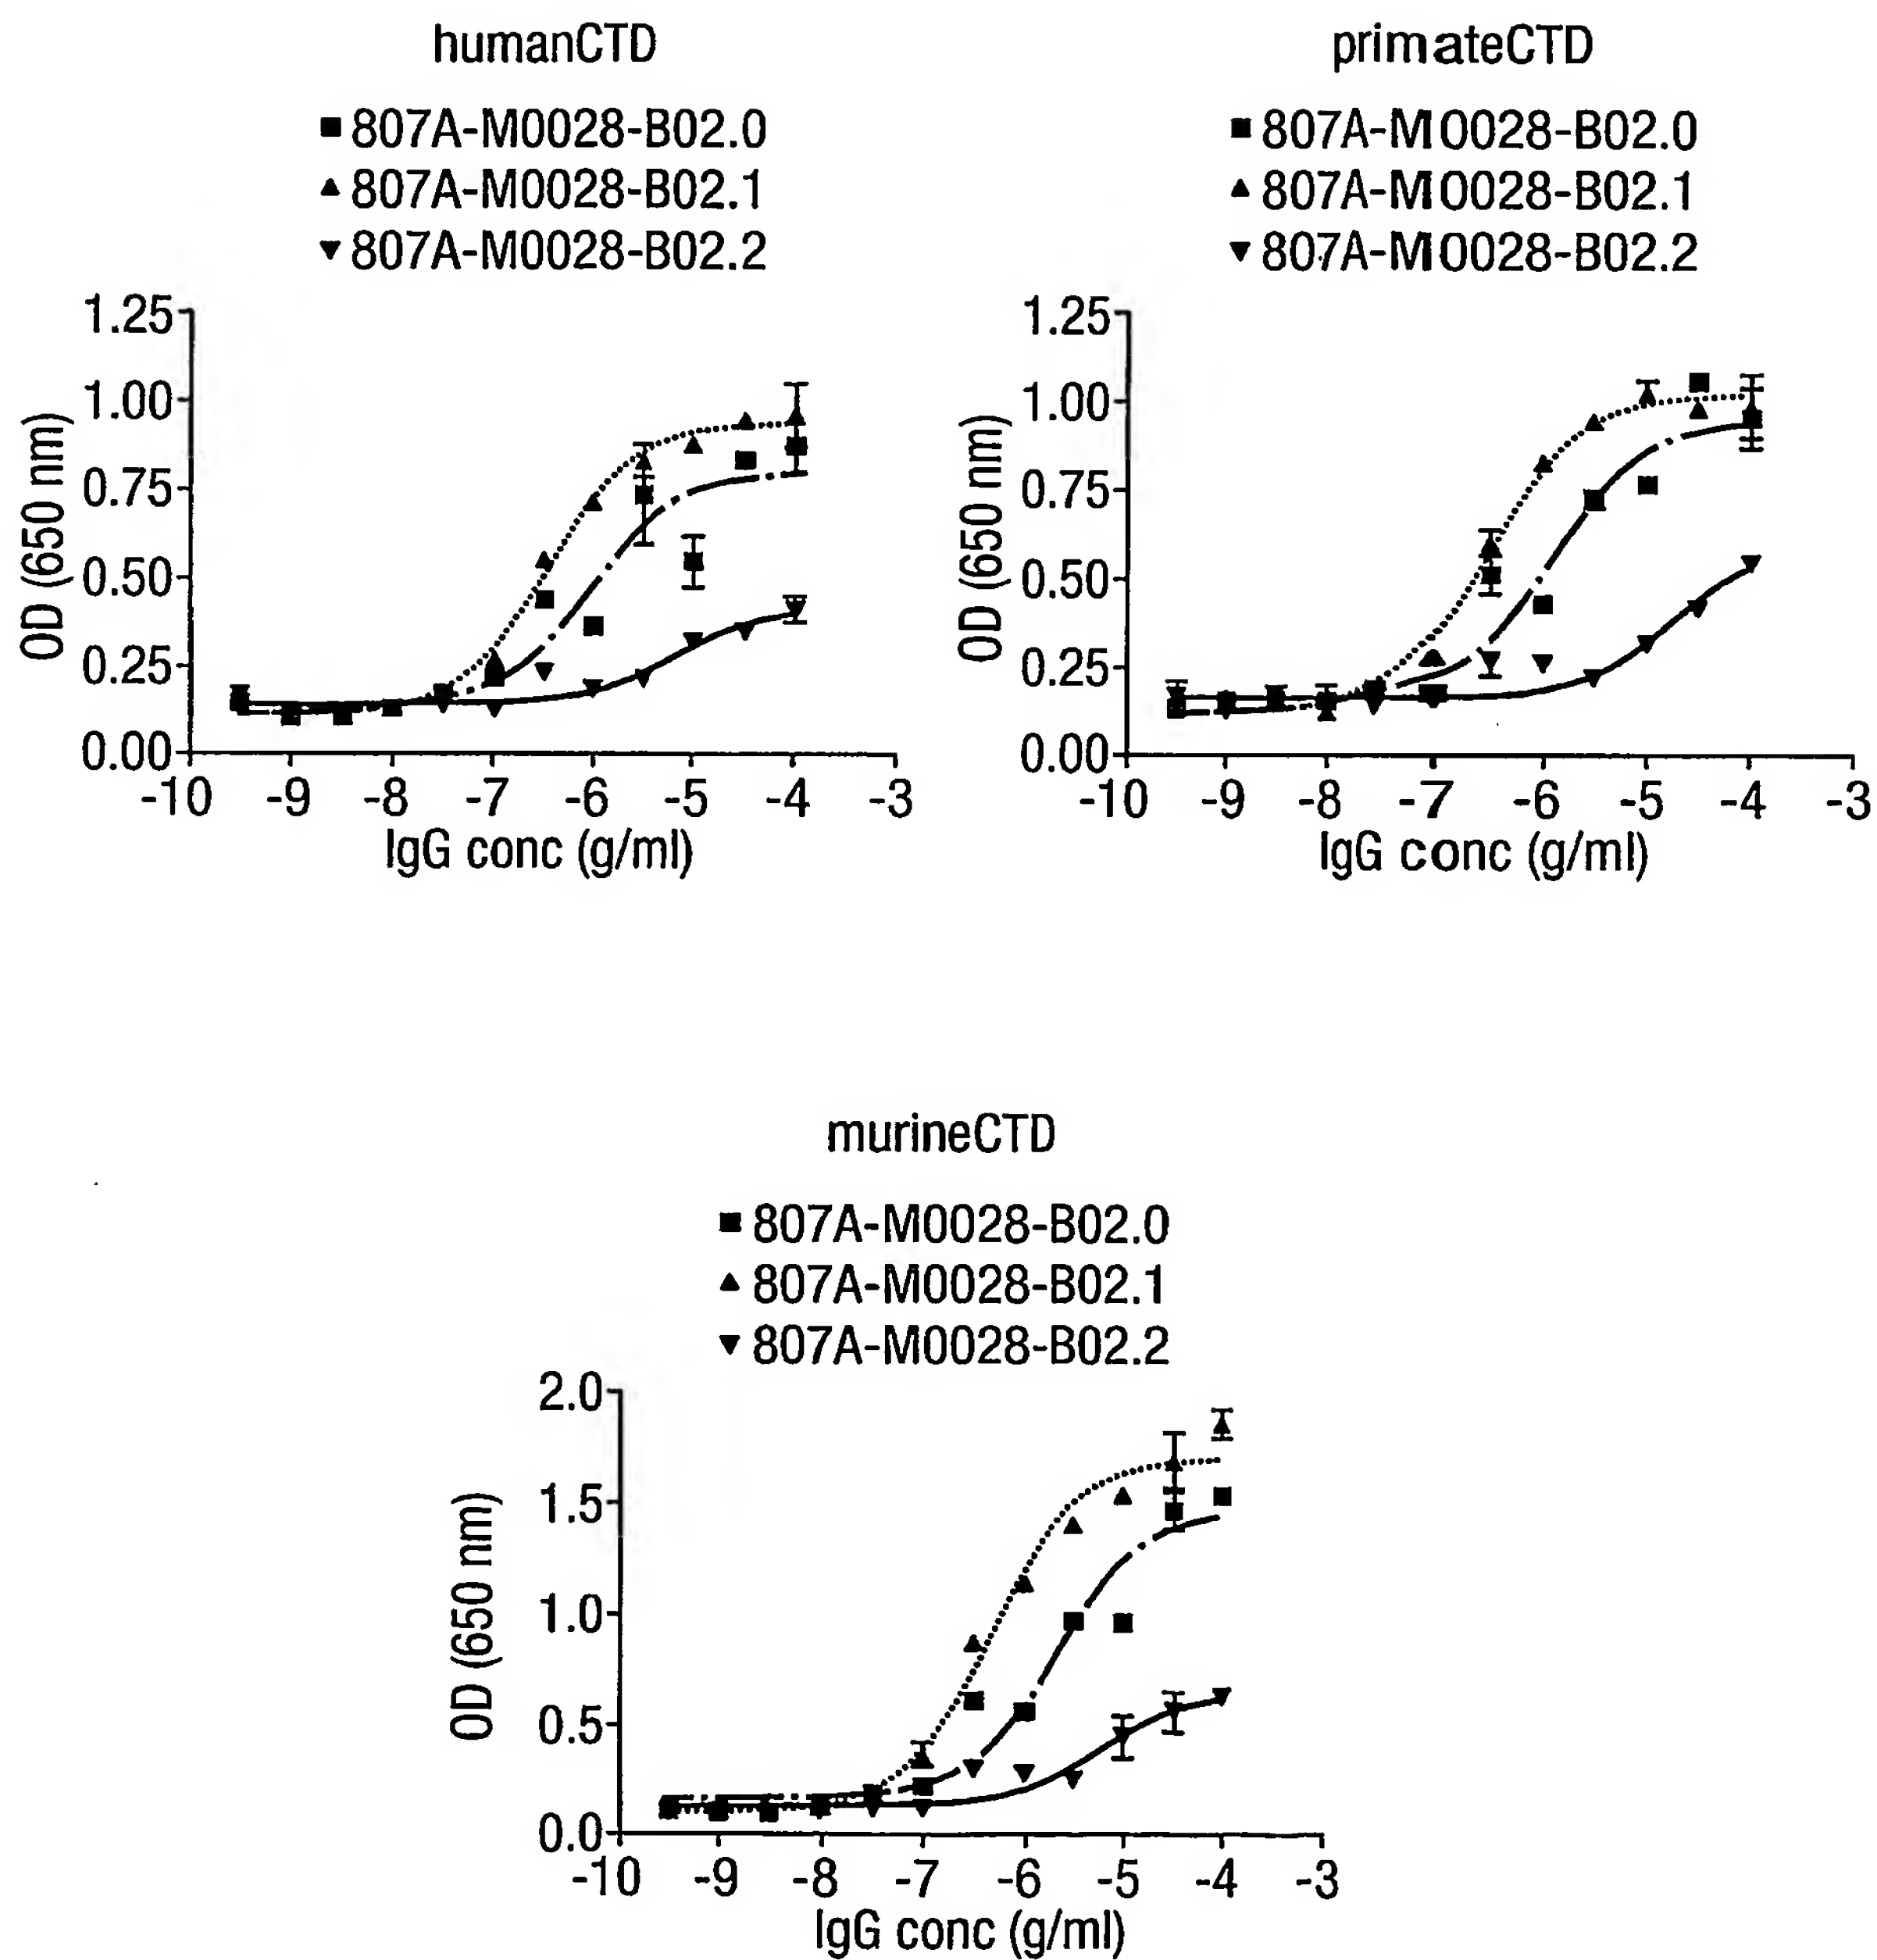 humanCTD
807A-M0028-B02.0
807A-M0028-B02.1
807A-M0028-B02.2
1.25
1.00
0.75
0.50
0.25
0.00
OD (650 nm)
-10 -9 -8 -7 -6 -5 -4 -3
IgG conc (g/ml)
primateCTD
807A-M0028-B02.0
807A-M0028-B02.1
807A-M0028-B02.2
1.25
1.00
0.75
0.50
0.25
0.00
OD (650 nm)
-10 -9 -8 -7 -6 -5 -4 -3
IgG conc (g/ml)
murineCTD
807A-M0028-B02.0
807A-M0028-B02.1
807A-M0028-B02.2
2.0
1.5
1.0
0.5
0.0
OD (650 nm)
-10 -9 -8 -7 -6 -5 -4 -3
IgG conc (g/ml)